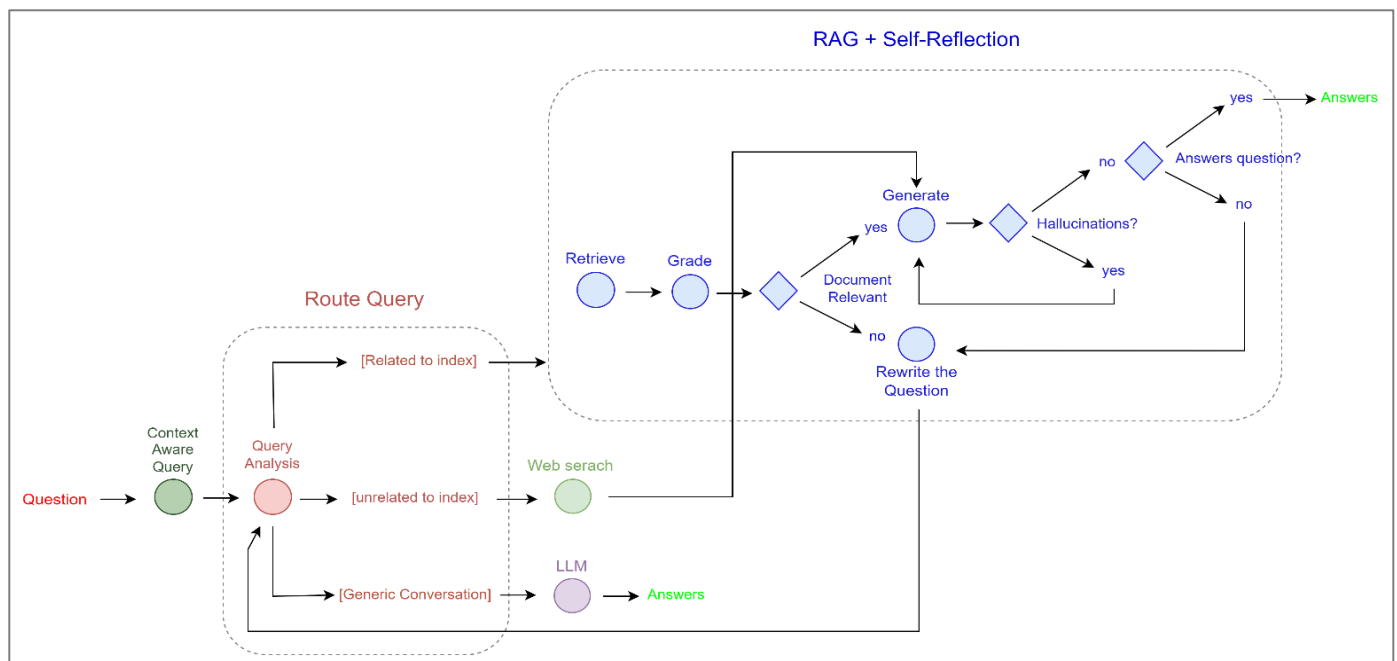 RAG + Self-Reflection
yes
Answers
no
Answers question?
Generate
no
yes
Hallucinations?
Retrieve
Grade
yes
Document
Relevant
no
Rewrite the
Question
Route Query
[Related to index]
Context
Aware
Query
Query
Analysis
Web serach
Question
[unrelated to index]
LLM
[Generic Conversation]
Answers